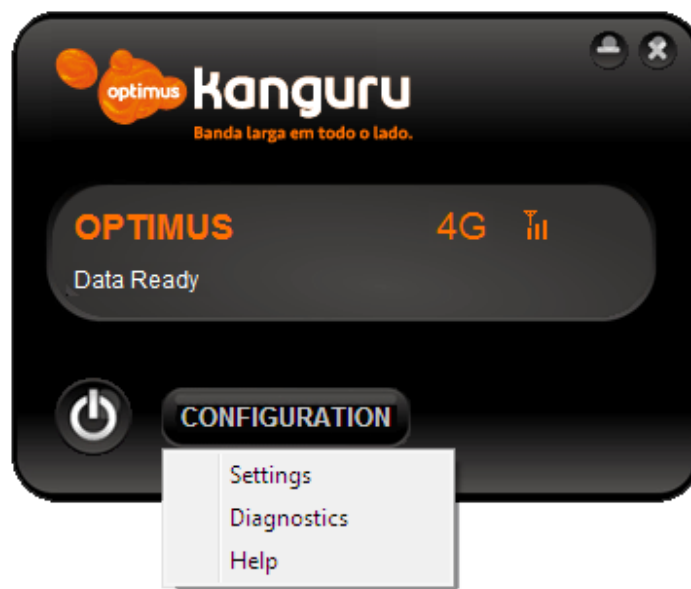 optimus kanguru
Banda larga em todo o lado.
OPTIMUS 4G
Data Ready
CONFIGURATION
Settings
Diagnostics
Help